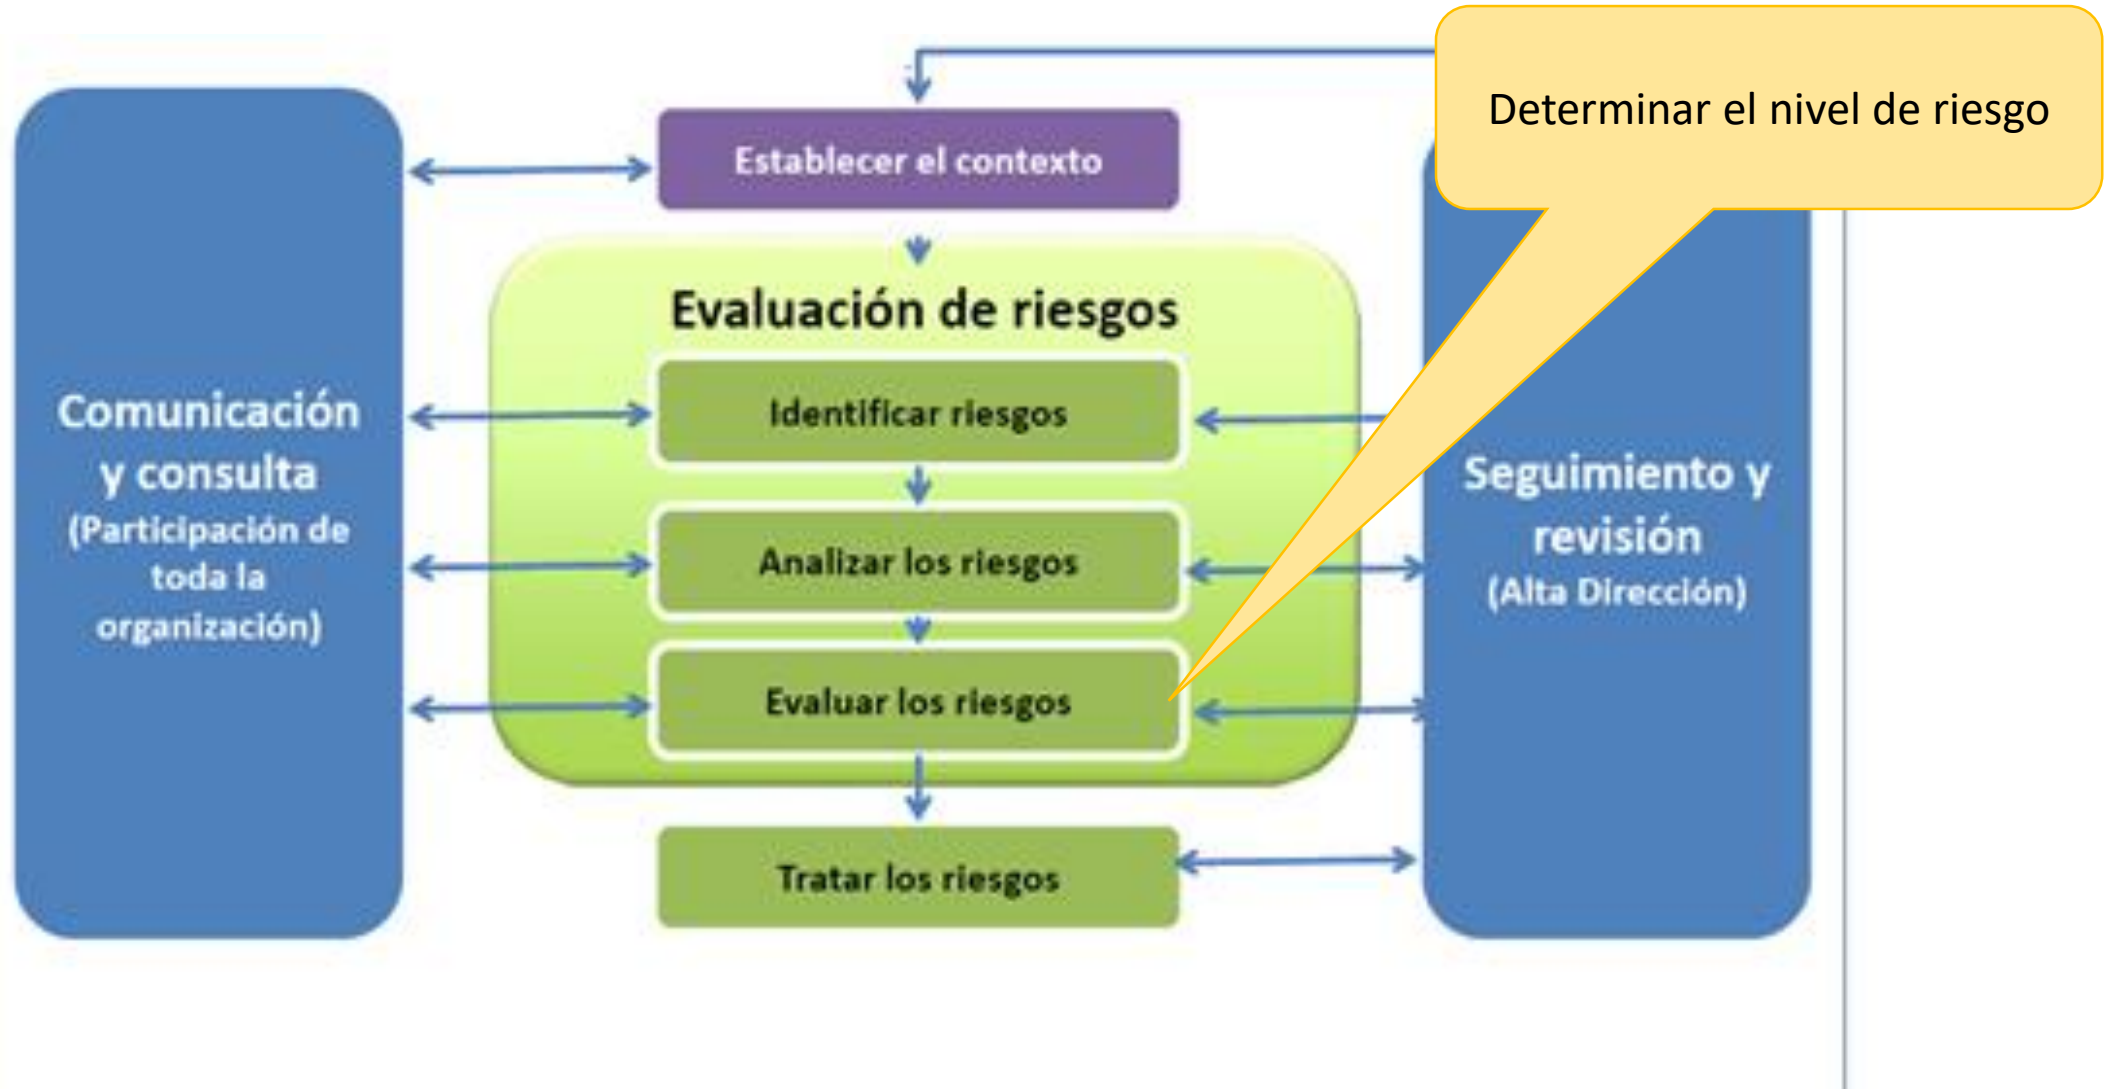 Determinar el nivel de riesgo
Establecer el contexto
Evaluación de riesgos
Identificar riesgos
Analizar los riesgos
Evaluar los riesgos
Tratar los riesgos
Comunicación
y consulta
(Participación de
toda la
organización)
Seguimiento y
revisión
(Alta Dirección)